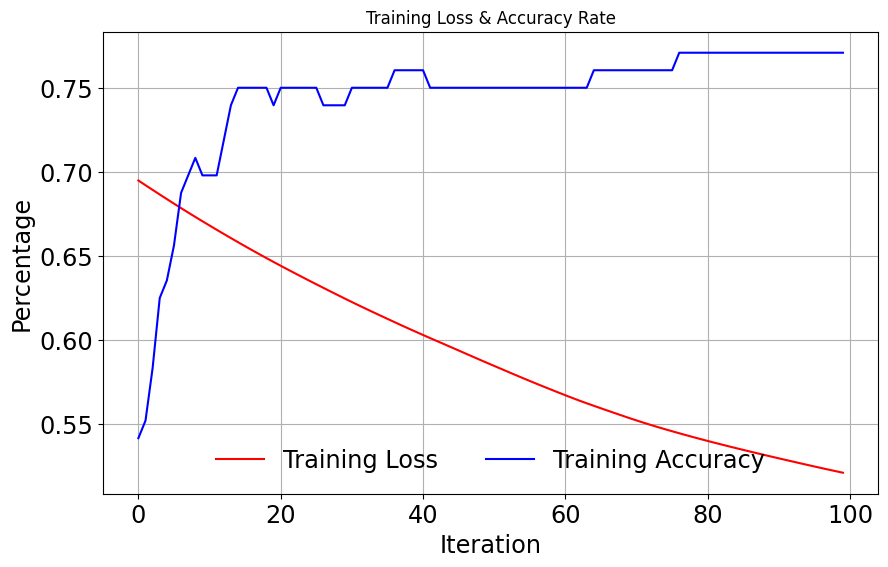 Training Loss & Accuracy Rate
Percentage
0.75
0.70
0.65
0.60
0.55
Training Loss
Training Accuracy
0 20 40 60 80 100
Iteration